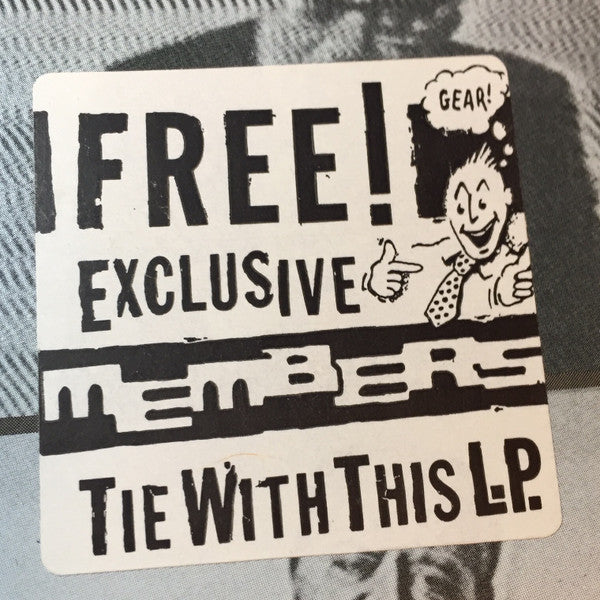 FREE!
GEAR!
EXCLUSIVE
MEMBERS
TIE WITH THIS L.P.